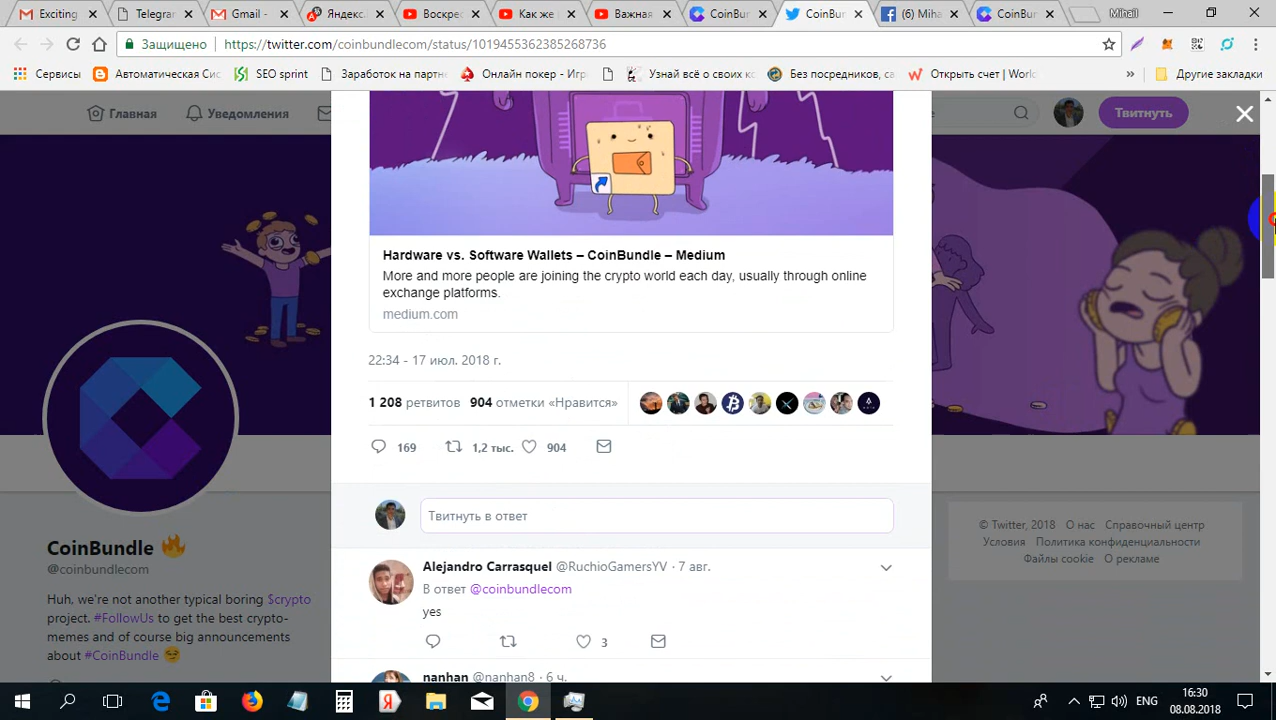 Exciting
Telegrar
Gmail -
Яндекс.
Воскре
Как же
Важная
CoinBu
CoinBur
(6) Miha
CoinBun
Mihail
Защищено
https://twitter.com/coinbundlecom/status/1019455362385268736
Сервисы
Автоматическая Сис
SEO sprint
Заработок на партн
Онлайн покер - Игр
Узнай всё о своих ко
Без посредников, са
Открыть счет | World
»
Другие закладки
Главная
Уведомления
Твитнуть
Hardware vs. Software Wallets – CoinBundle – Medium
More and more people are joining the crypto world each day, usually through online
exchange platforms.
medium.com
22:34 - 17 июл. 2018 г.
1 208 ретвитов 904 отметки «Нравится»
169
1,2 тыс.
904
Твитнуть в ответ
Alejandro Carrasquel @RuchioGamersYV · 7 авг.
В ответ @coinbundlecom
yes
3
nanhan @nanhan8 · 6 ч.
CoinBundle 🔥
@coinbundlecom
Huh, we're not another typical boring $crypto
project. #FollowUs to get the best crypto-
memes and of course big announcements
about #CoinBundle 😏
© Twitter, 2018 О нас Справочный центр
Условия Политика конфиденциальности
Файлы cookie О рекламе
ENG
16:30
08.08.2018